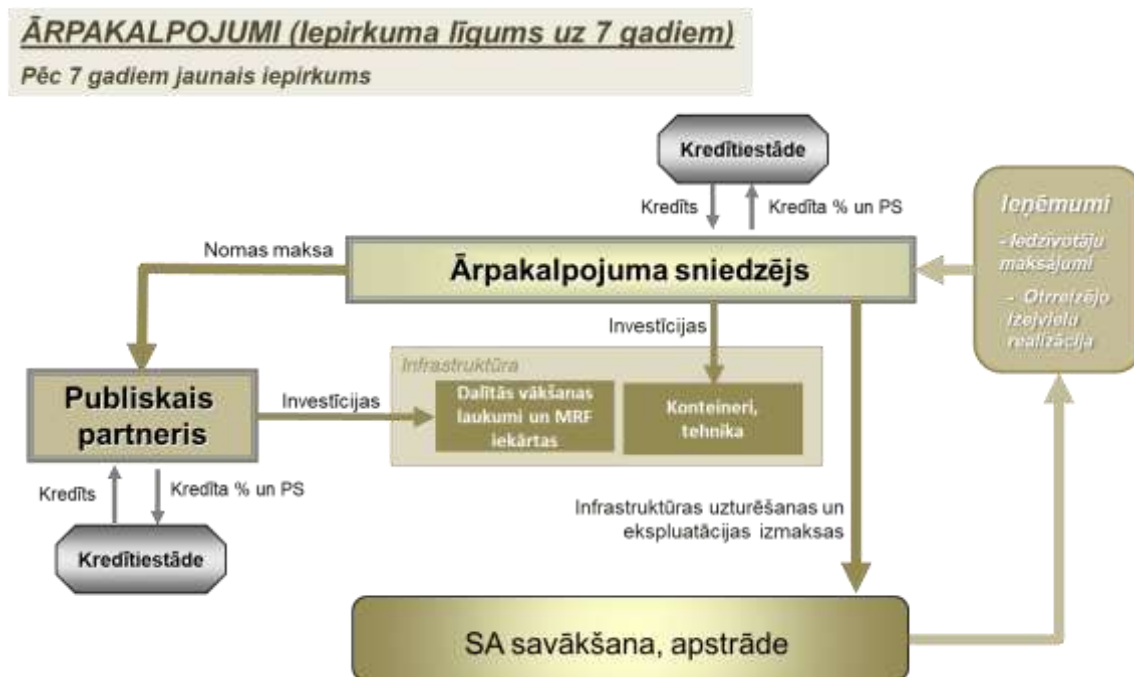 ĀRPAKALPOJUMI (Iepirkuma līgums uz 7 gadiem)
Pēc 7 gadiem jaunais iepirkums
Kredītiestāde
Kredīts
Kredīta % un PS
Ieņēmumi
- Iedzīvotāju
maksājumi
- Otrreizējo
izejvielu
realizācija
Nomas maksa
Ārpakalpojuma sniedzējs
Investīcijas
Infrastruktūra
Publiskais
partneris
Investīcijas
Dalītās vākšanas
laukumi un MRF
iekārtas
Konteineri,
tehnika
Kredīts
Kredīta % un PS
Infrastruktūras uzturēšanas un
ekspluatācijas izmaksas
Kredītiestāde
SA savākšana, apstrāde